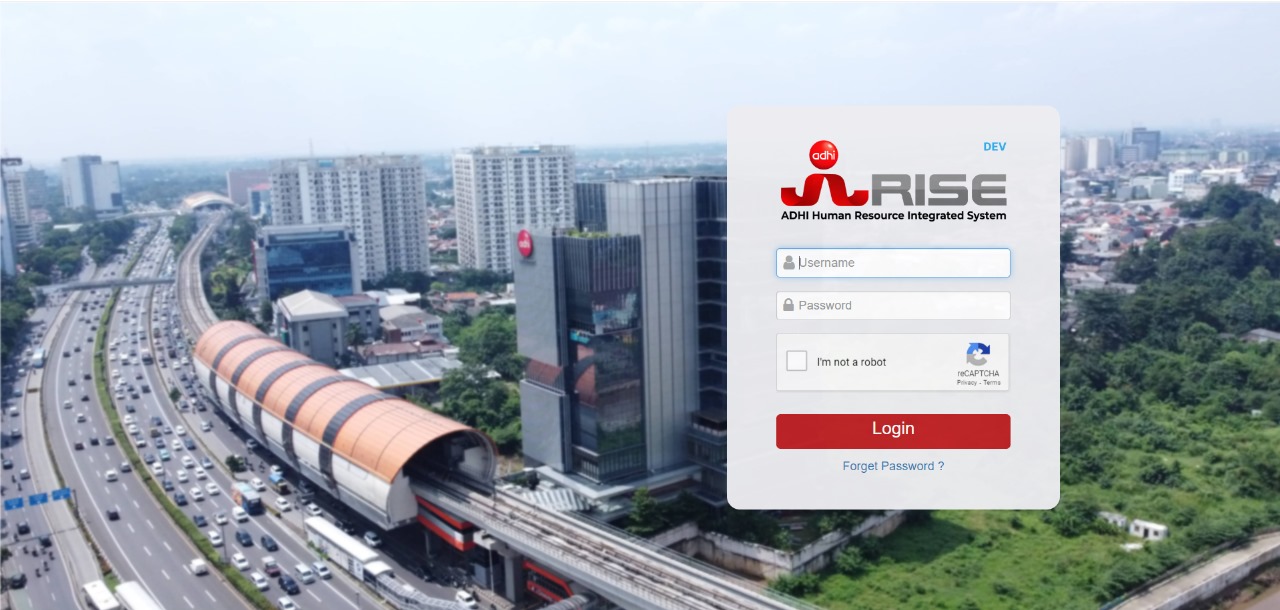 DEV
adhi
RISE
ADHI Human Resource Integrated System
adhi
Username
Password
I'm not a robot
reCAPTCHA
Privacy - Terms
Login
Forget Password ?